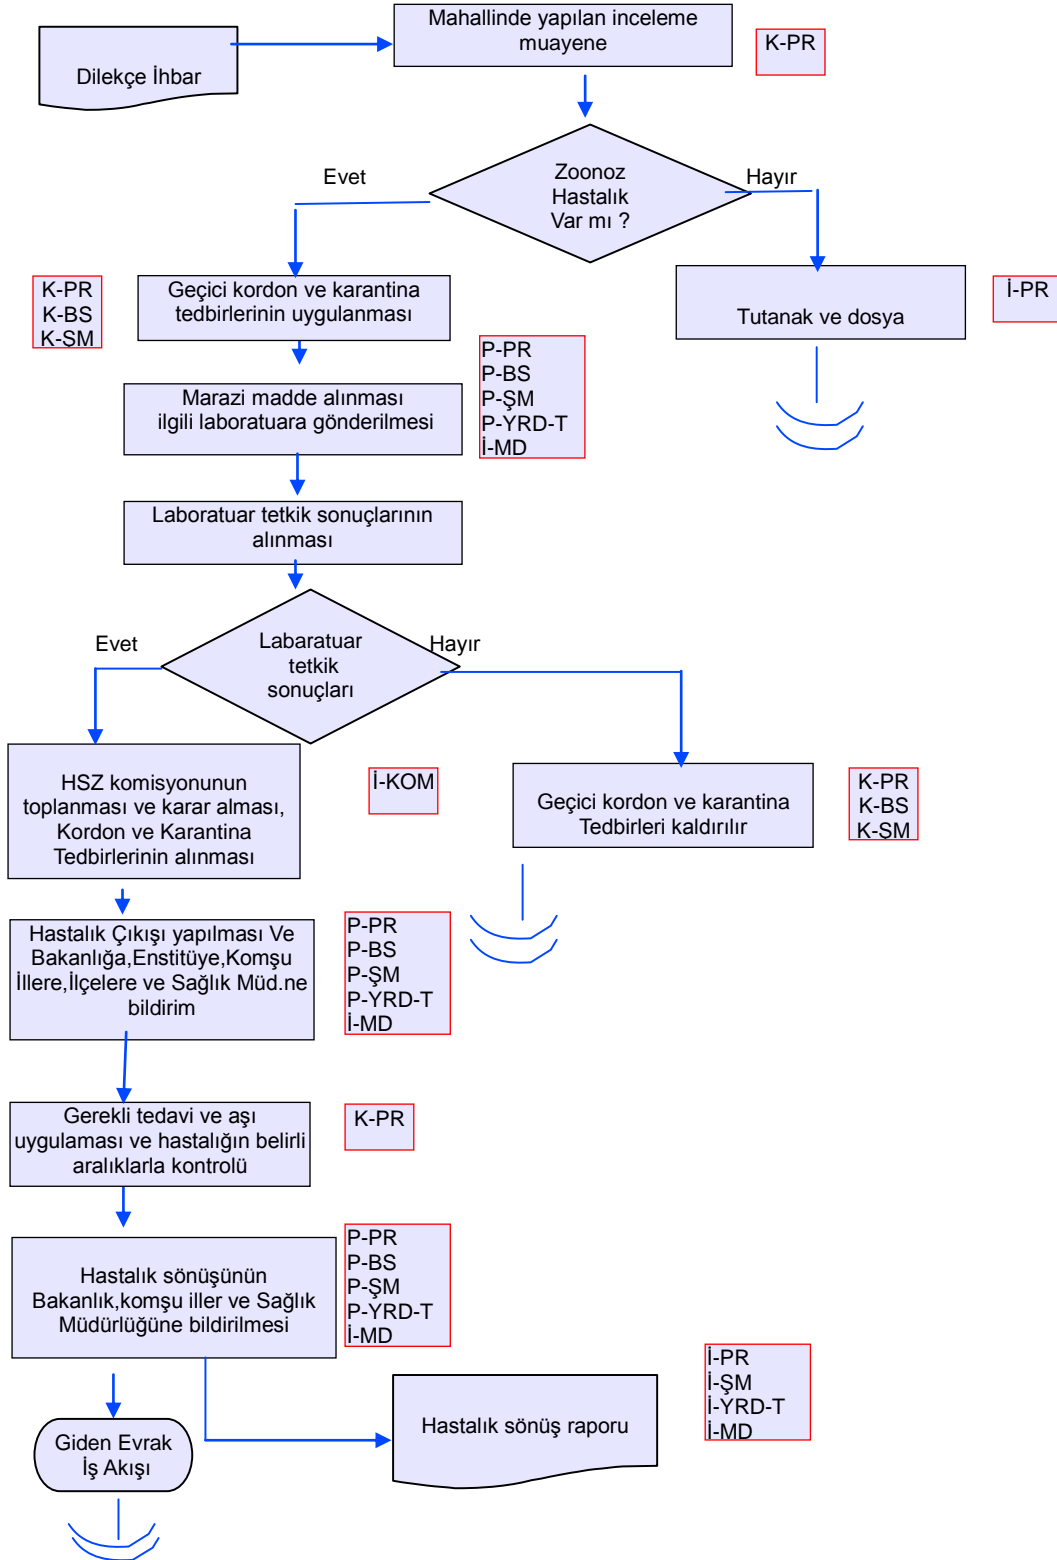 Mahallinde yapılan inceleme
muayene
K-PR
Dilekçe İhbar
Evet
Zoonoz
Hastalık
Var mı ?
Hayır
K-PR
K-BS
K-ŞM
Geçici kordon ve karantina
tedbirlerinin uygulanması
Tutanak ve dosya
İ-PR
Marazi madde alınması
ilgili laboratuara gönderilmesi
P-PR
P-BS
P-ŞM
P-YRD-T
İ-MD
Laboratuar tetkik sonuçlarının
alınması
Evet
Labaratuar
tetkik
sonuçları
Hayır
HSZ komisyonunun
toplanması ve karar alması,
Kordon ve Karantina
Tedbirlerinin alınması
İ-KOM
Geçici kordon ve karantina
Tedbirleri kaldırılır
K-PR
K-BS
K-ŞM
Hastalık Çıkışı yapılması Ve
Bakanlığa,Enstitüye,Komşu
İllere,İlçelere ve Sağlık Müd.ne
bildirim
P-PR
P-BS
P-ŞM
P-YRD-T
İ-MD
Gerekli tedavi ve aşı
uygulaması ve hastalığın belirli
aralıklarla kontrolü
K-PR
Hastalık sönüşünün
Bakanlık,komşu iller ve Sağlık
Müdürlüğüne bildirilmesi
P-PR
P-BS
P-ŞM
P-YRD-T
İ-MD
Giden Evrak
İş Akışı
Hastalık sönüş raporu
İ-PR
İ-ŞM
İ-YRD-T
İ-MD